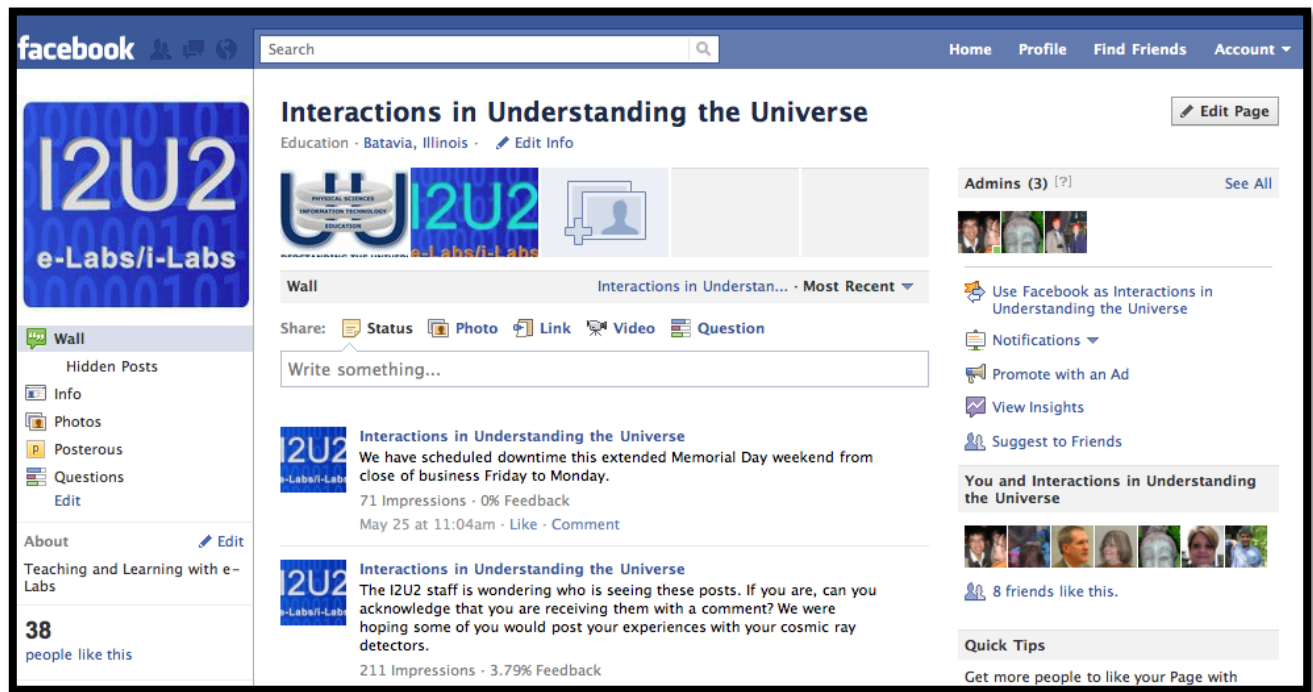 facebook
Search
Home Profile Find Friends Account
I2U2
e-Labs/i-Labs
Wall
Hidden Posts
Info
Photos
P Posterous
Questions
Edit
About Edit
Teaching and Learning with e-
Labs
38
people like this
Interactions in Understanding the Universe
Education · Batavia, Illinois · Edit Info
PHYSICAL SCIENCES
INFORMATION TECHNOLOGY
EDUCATION
I2U2
e-Labs/i-Labs
Wall
Interactions in Understan... · Most Recent
Share: Status Photo Link Video Question
Write something...
I2U2
e-Labs/i-Labs
Interactions in Understanding the Universe
We have scheduled downtime this extended Memorial Day weekend from
close of business Friday to Monday.
71 Impressions · 0% Feedback
May 25 at 11:04am · Like · Comment
I2U2
e-Labs/i-Labs
Interactions in Understanding the Universe
The I2U2 staff is wondering who is seeing these posts. If you are, can you
acknowledge that you are receiving them with a comment? We were
hoping some of you would post your experiences with your cosmic ray
detectors.
211 Impressions · 3.79% Feedback
Edit Page
Admins (3) [?] See All
Use Facebook as Interactions in
Understanding the Universe
Notifications
Promote with an Ad
View Insights
Suggest to Friends
You and Interactions in Understanding
the Universe
8 friends like this.
Quick Tips
Get more people to like your Page with